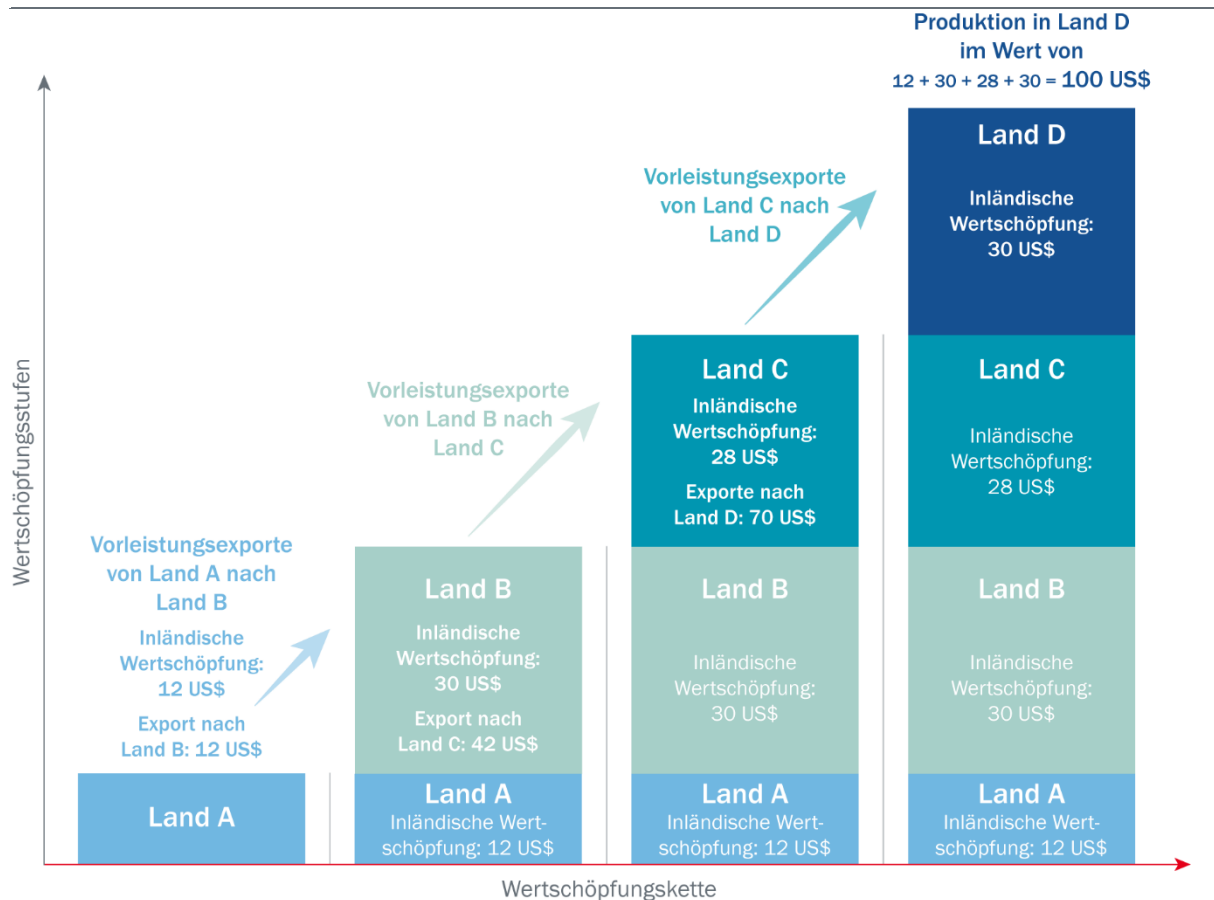 Produktion in Land D
im Wert von
12 + 30 + 28 + 30 = 100 US$
Wertschöpfungsstufen
Vorleistungsexporte
von Land A nach
Land B
Inländische
Wertschöpfung:
12 US$
Export nach
Land B: 12 US$
Land A
Vorleistungsexporte
von Land B nach
Land C
Land B
Inländische
Wertschöpfung:
30 US$
Export nach
Land C: 42 US$
Land A
Inländische Wert-
schöpfung: 12 US$
Vorleistungsexporte
von Land C nach
Land D
Land C
Inländische
Wertschöpfung:
28 US$
Exporte nach
Land D: 70 US$
Land B
Inländische
Wertschöpfung:
30 US$
Land A
Inländische Wert-
schöpfung: 12 US$
Land D
Inländische
Wertschöpfung:
30 US$
Land C
Inländische
Wertschöpfung:
28 US$
Land B
Inländische
Wertschöpfung:
30 US$
Land A
Inländische Wert-
schöpfung: 12 US$
Wertschöpfungskette